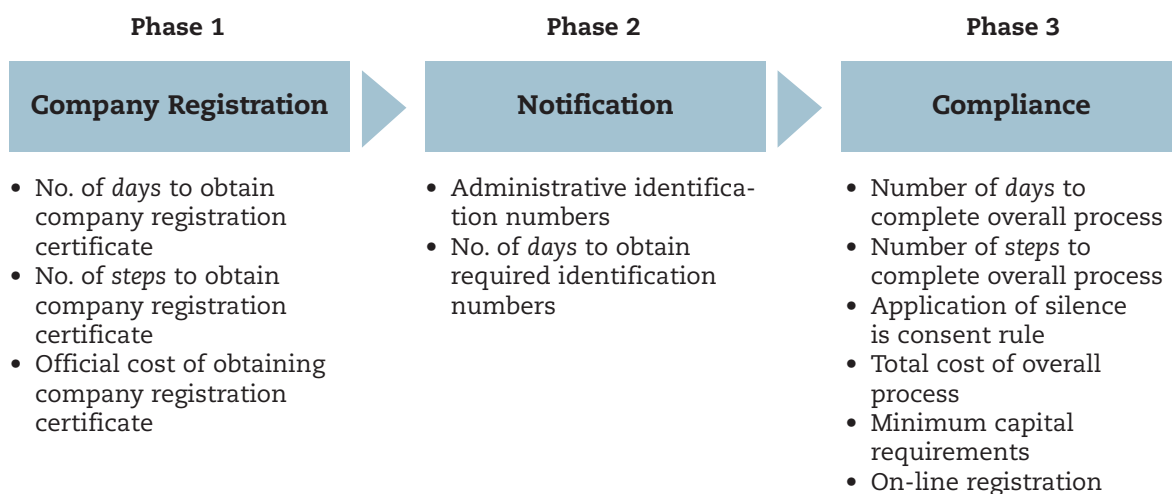 Phase 1
Company Registration
• No. of days to obtain
company registration
certificate
• No. of steps to obtain
company registration
certificate
• Official cost of obtaining
company registration
certificate
Phase 2
Notification
• Administrative identifica-
tion numbers
• No. of days to obtain
required identification
numbers
Phase 3
Compliance
• Number of days to
complete overall process
• Number of steps to
complete overall process
• Application of silence
is consent rule
• Total cost of overall
process
• Minimum capital
requirements
• On-line registration